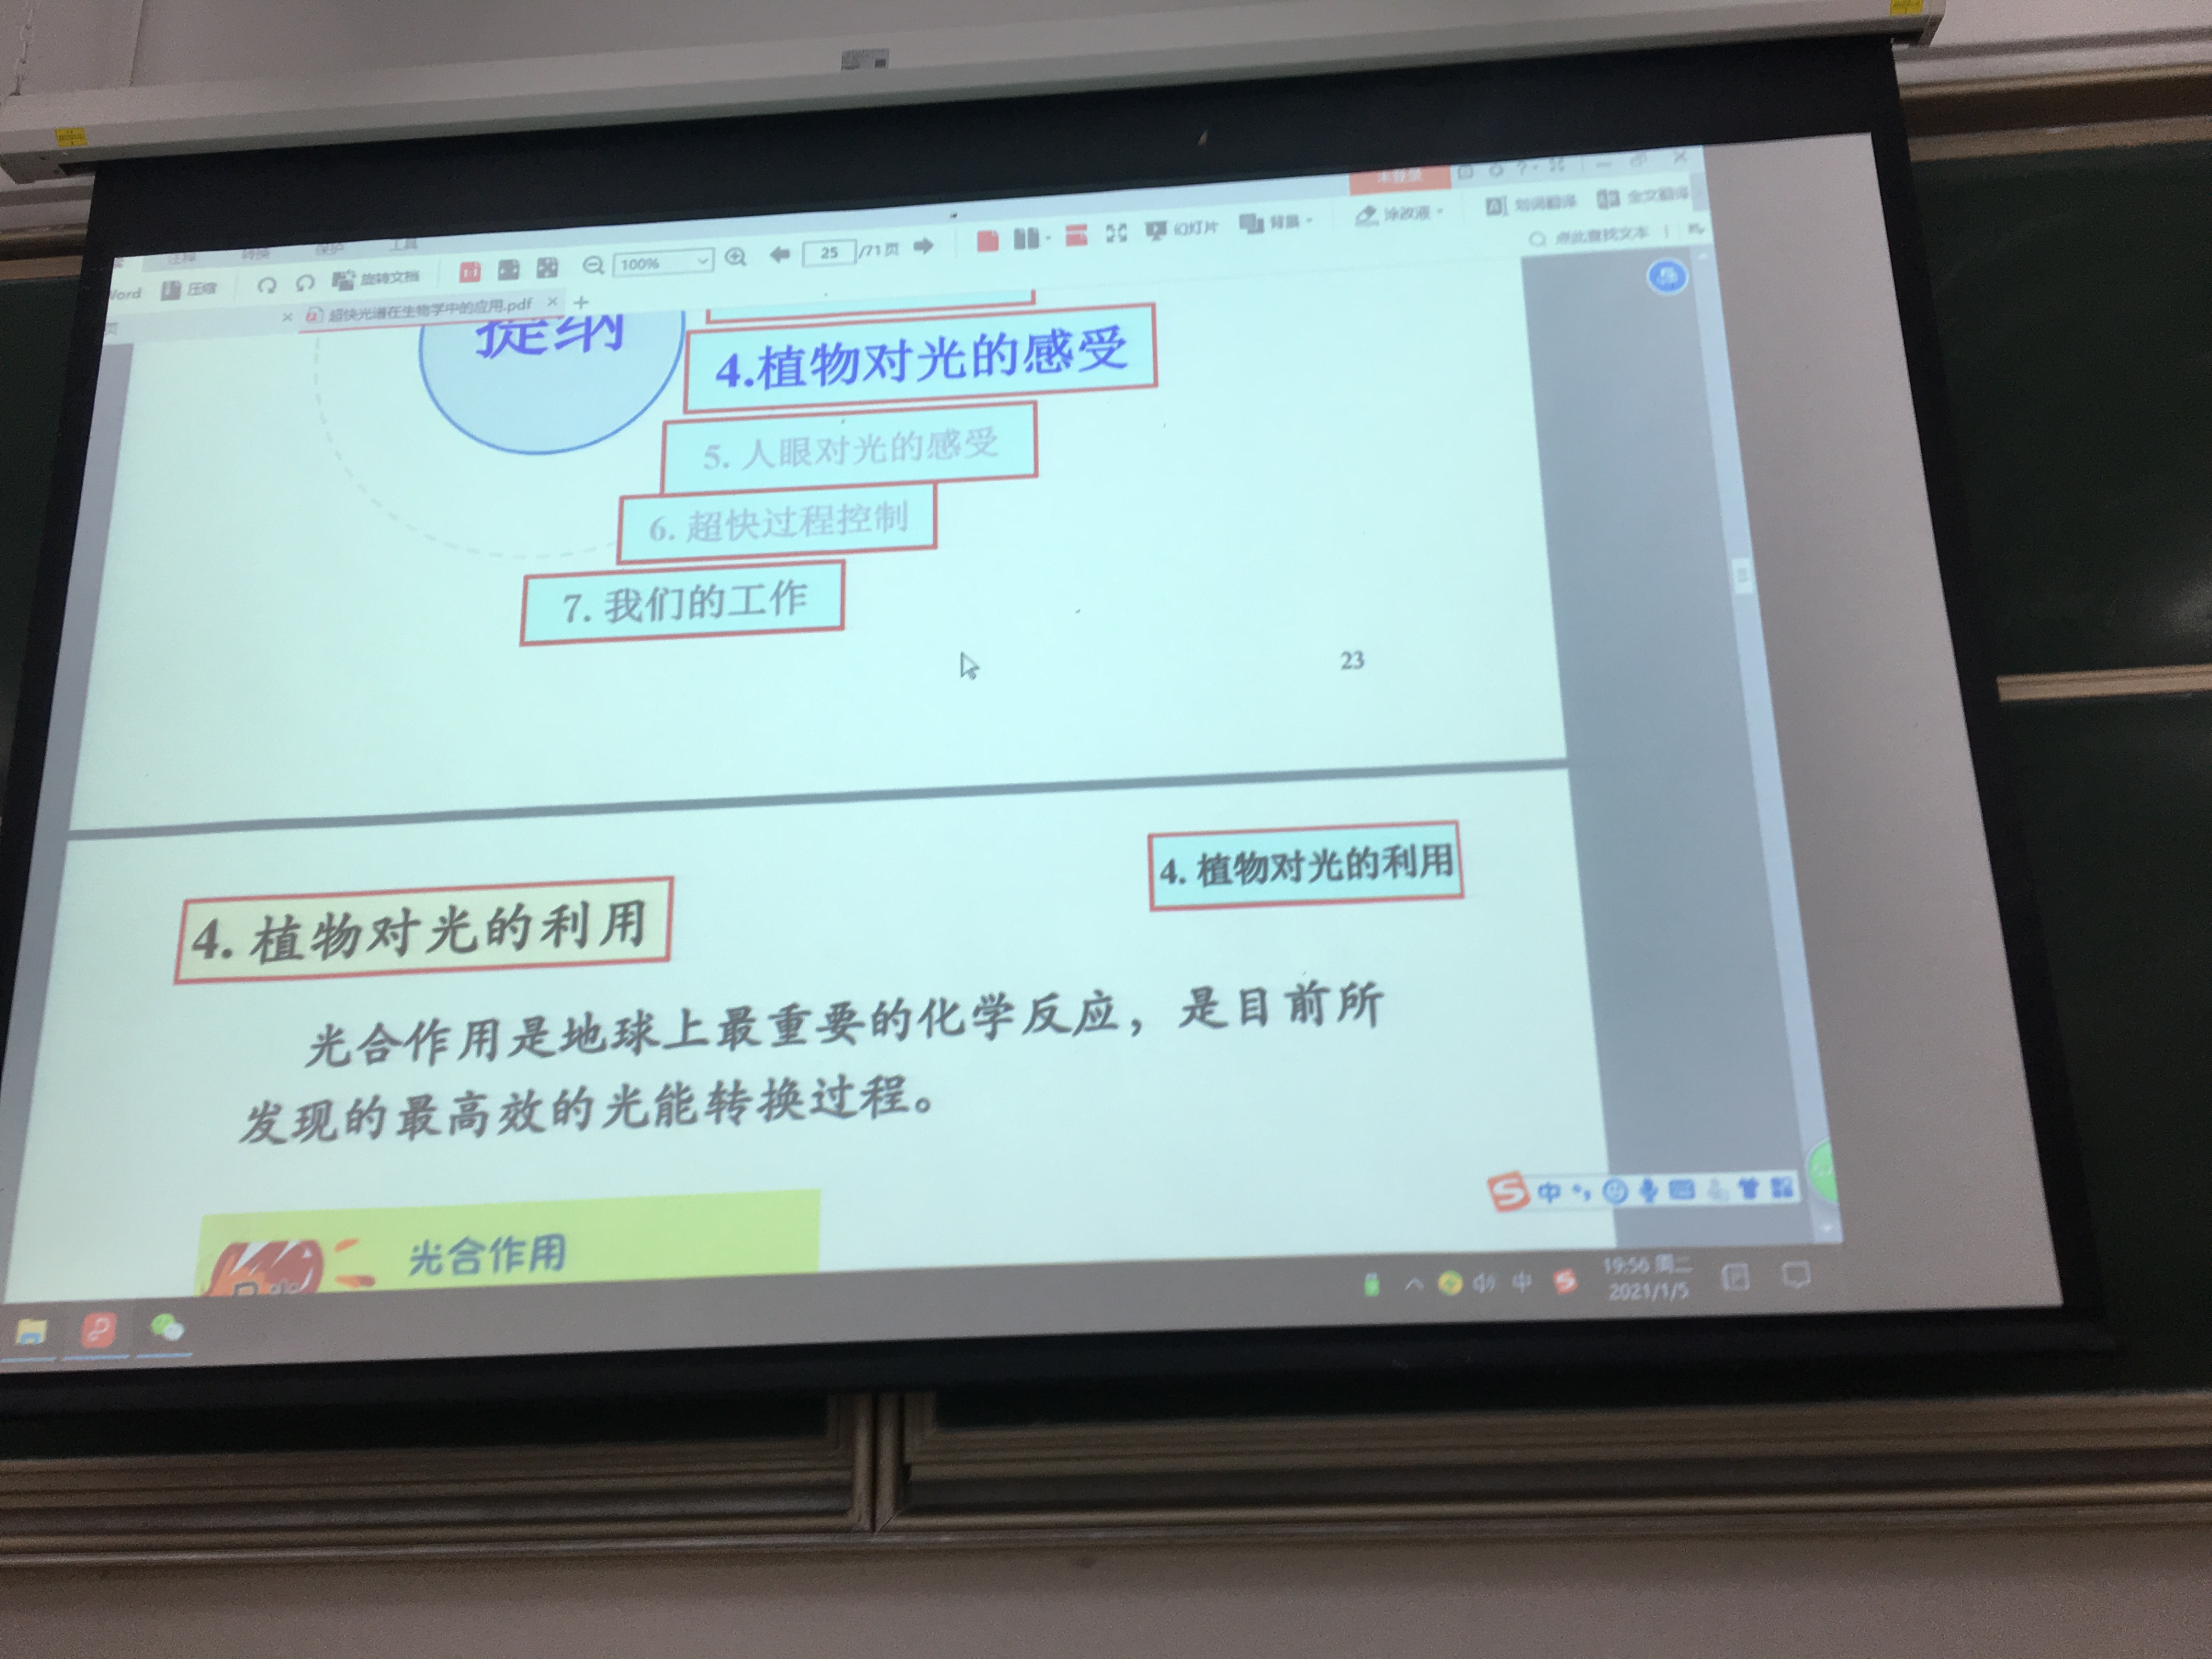 未登录
注释 转换 保护 工具
Word 压缩 旋转文档 1:1 100% 25 /71页 幻灯片 背景 涂改液 划词翻译 全文翻译
点此查找文本
页 超快光谱在生物学中的应用.pdf
提纲
4.植物对光的感受
5. 人眼对光的感受
6. 超快过程控制
7. 我们的工作
23
4. 植物对光的利用
4. 植物对光的利用
光合作用是地球上最重要的化学反应，是目前所
发现的最高效的光能转换过程。
光合作用
中
中
19:56 周二
2021/1/5